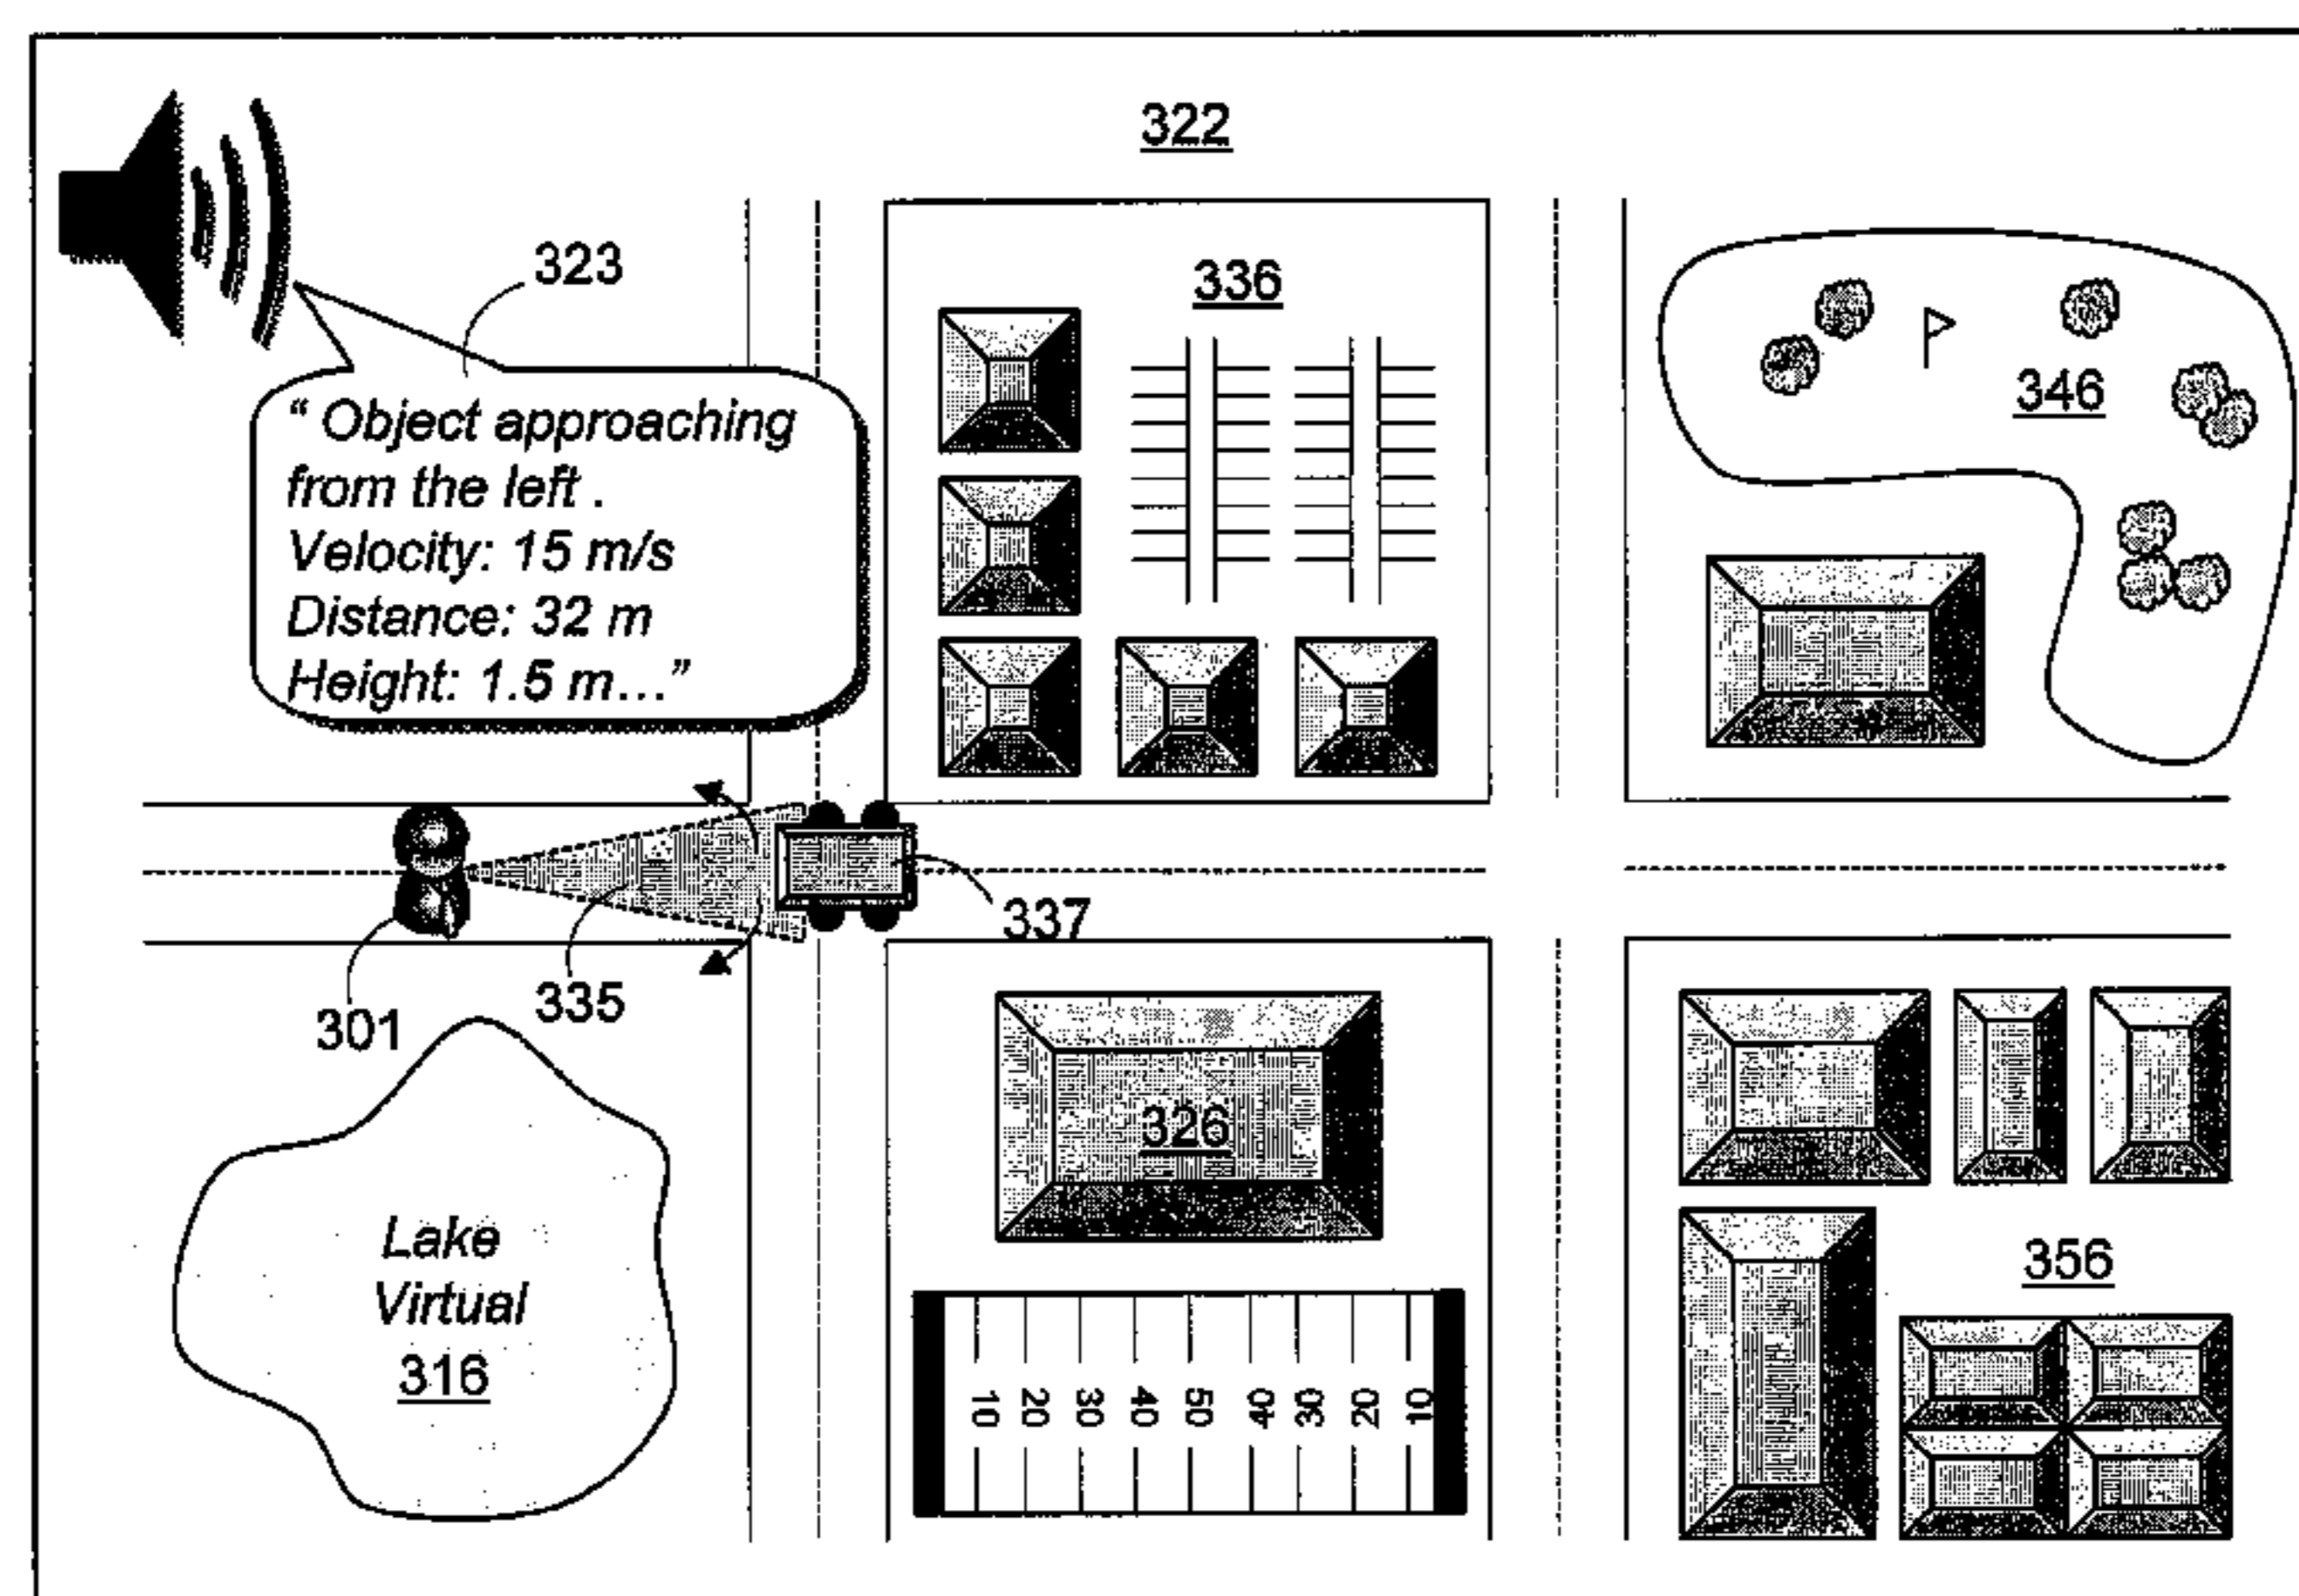 322
323
336
346
“ Object approaching
from the left .
Velocity: 15 m/s
Distance: 32 m
Height: 1.5 m…”
337
335
301
326
Lake
Virtual
316
356
10 20 30 40 50 40 30 20 10